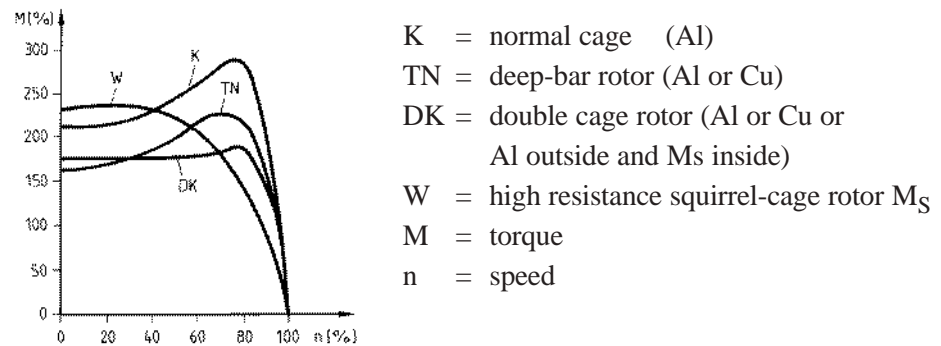 M(%)
300
250
200
150
100
50
0
0 20 40 60 80 100 n(%)
K
W
TN
DK
K = normal cage (Al)
TN = deep-bar rotor (Al or Cu)
DK = double cage rotor (Al or Cu or
Al outside and Ms inside)
W = high resistance squirrel-cage rotor MS
M = torque
n = speed